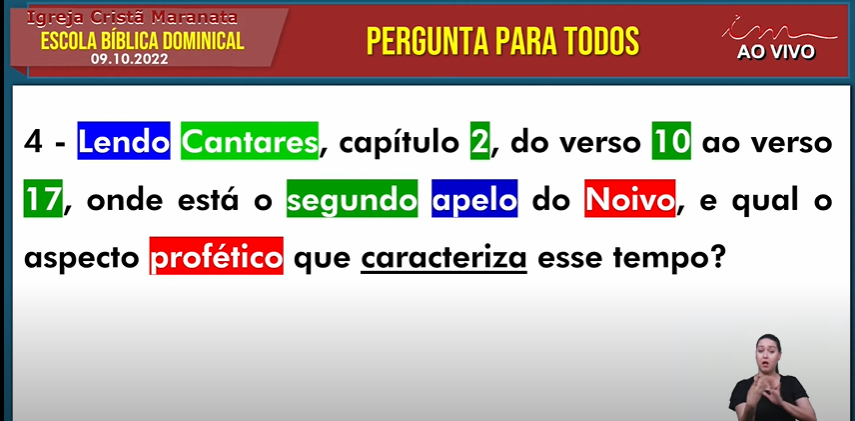 Igreja Cristã Maranata
ESCOLA BÍBLICA DOMINICAL
09.10.2022
PERGUNTA PARA TODOS
im
AO VIVO
4 - Lendo Cantares, capítulo 2, do verso 10 ao verso
17, onde está o segundo apelo do Noivo, e qual o
aspecto profético que caracteriza esse tempo?